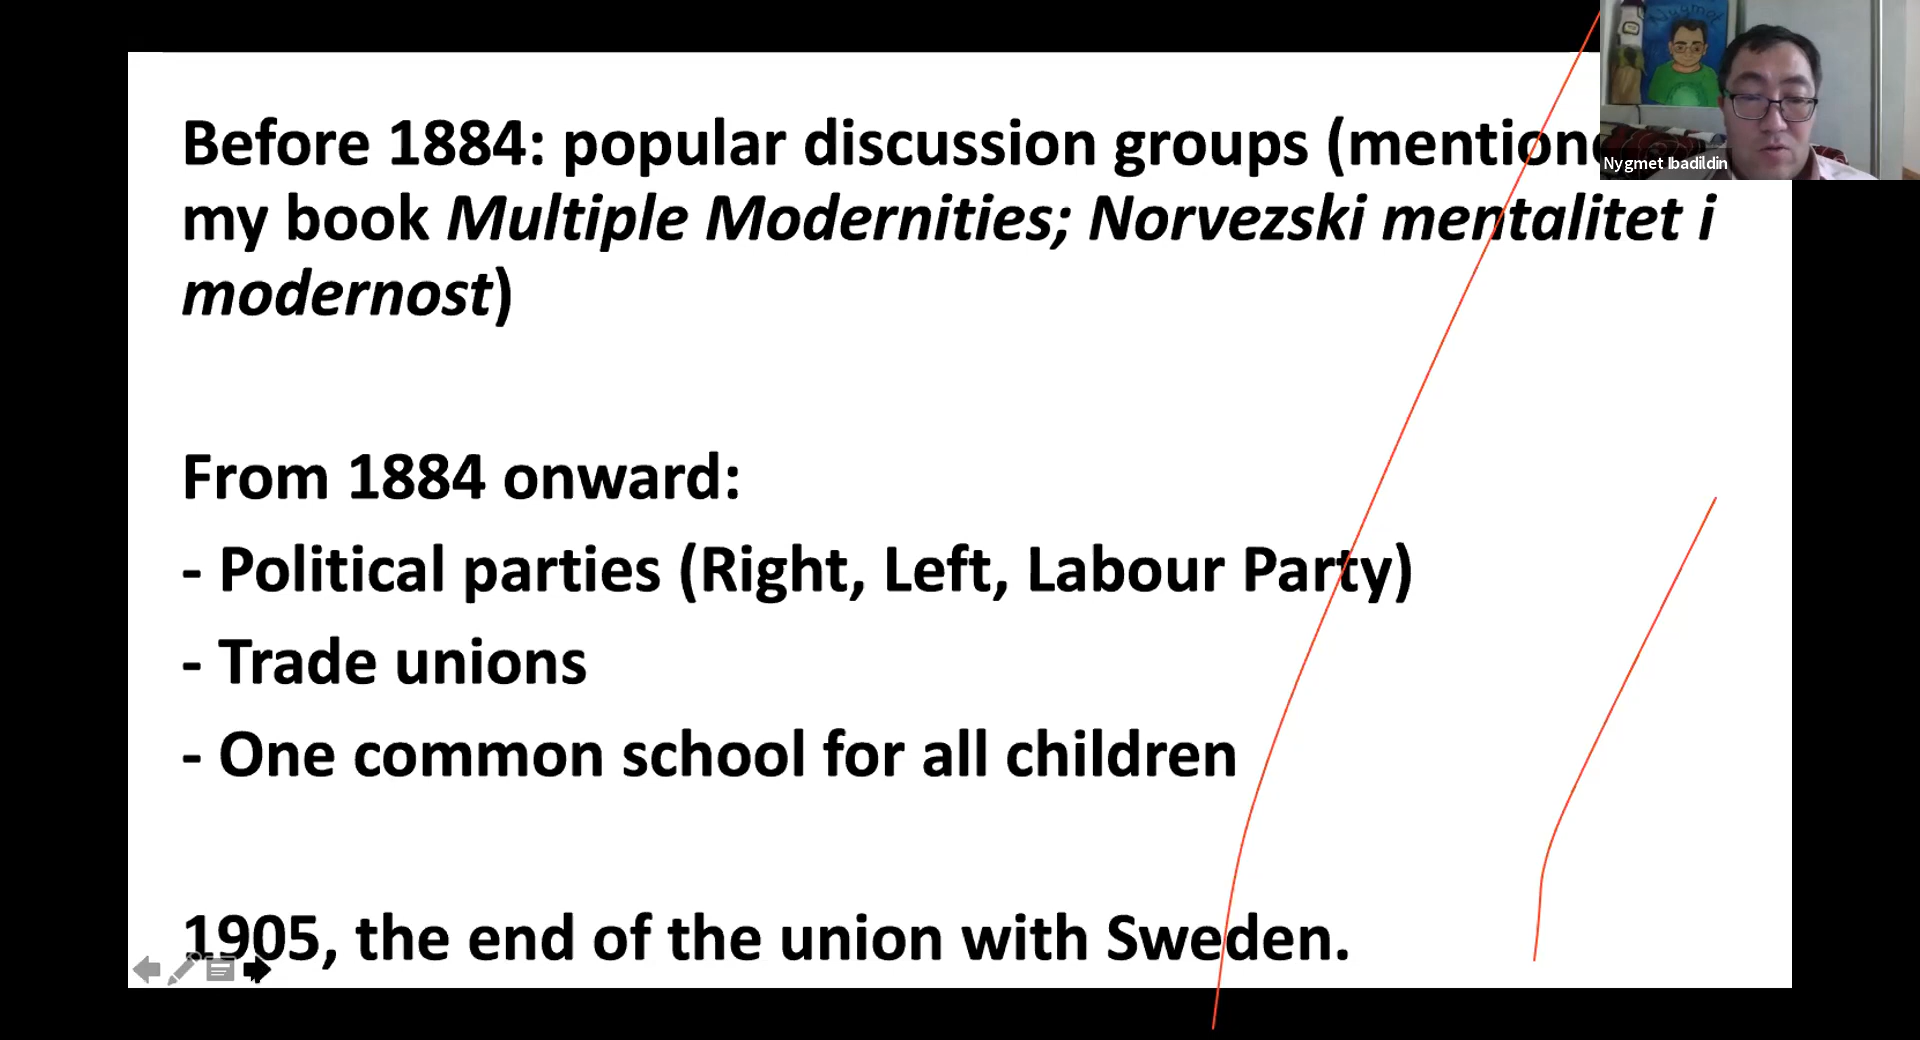 Before 1884: popular discussion groups (mention
my book Multiple Modernities; Norvezski mentalitet i
modernost)
From 1884 onward:
- Political parties (Right, Left, Labour Party)
- Trade unions
- One common school for all children
1905, the end of the union with Sweden.
Nygmet
Nygmet Ibadildin